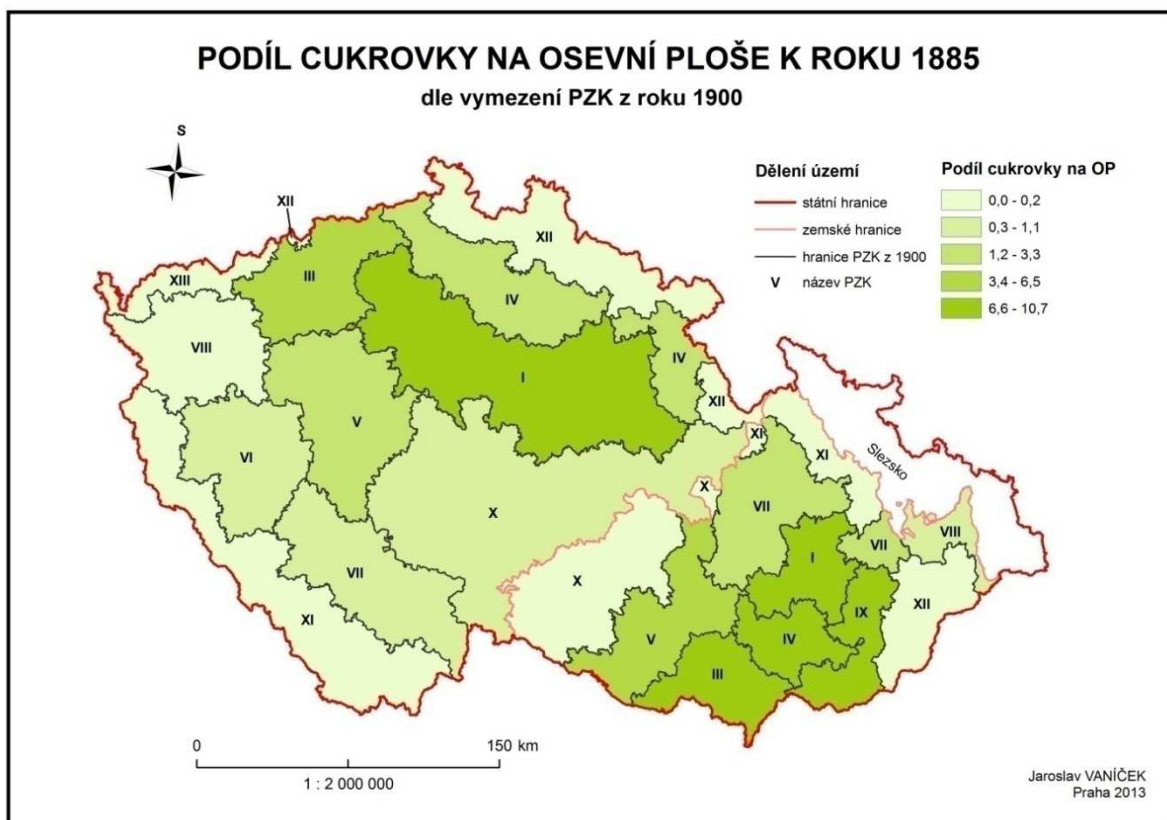 PODÍL CUKROVKY NA OSEVNÍ PLOŠE K ROKU 1885
dle vymezení PZK z roku 1900
S
Dělení území
státní hranice
zemské hranice
hranice PZK z 1900
V název PZK
Podíl cukrovky na OP
0,0 - 0,2
0,3 - 1,1
1,2 - 3,3
3,4 - 6,5
6,6 - 10,7
XII
XII
XIII
III
IV
VIII
I
IV
XII
V
XI
VI
XI
Slezsko
X
X
VII
VII
I
VII
VIII
X
XI
IX
XII
V
IV
III
0 150 km
1 : 2 000 000
Jaroslav VANÍČEK
Praha 2013